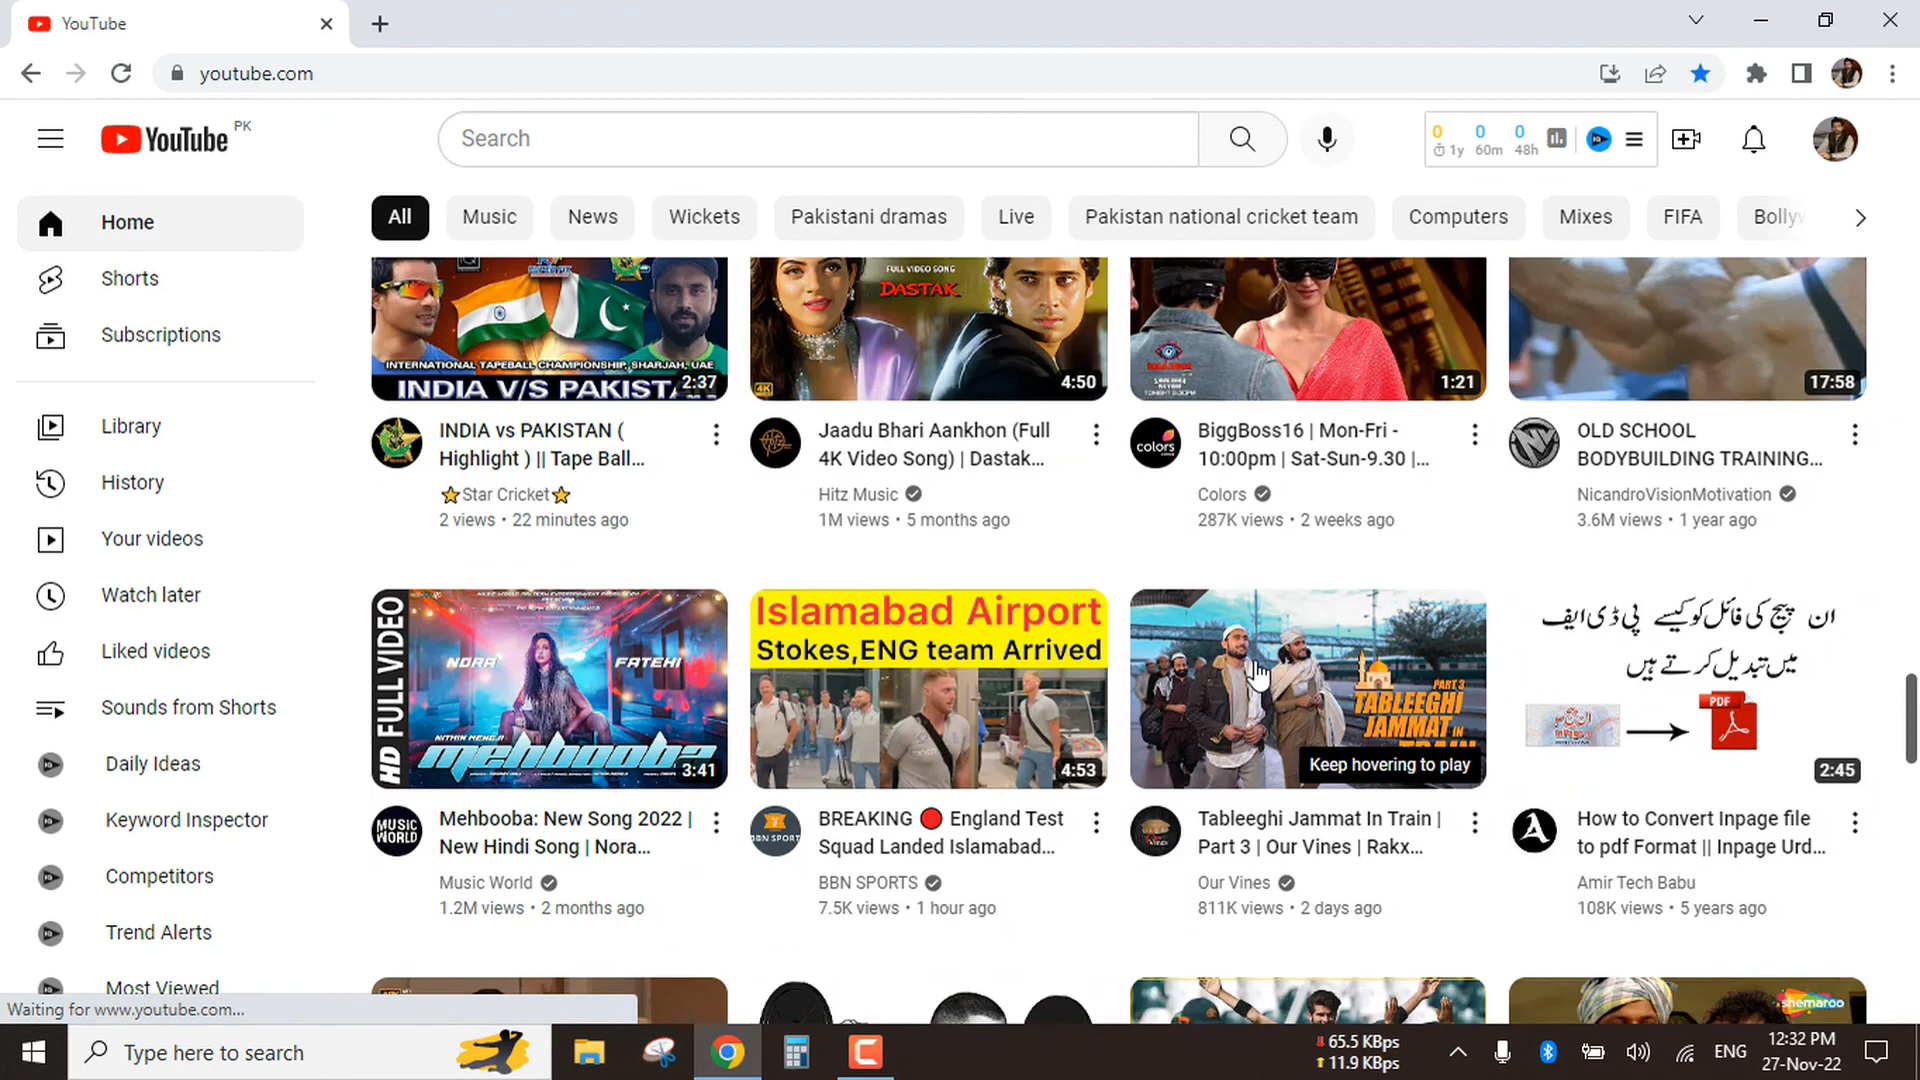 YouTube
youtube.com
YouTube PK
Search
0 0 0
1y 60m 48h
Home
Shorts
Subscriptions
Library
History
Your videos
Watch later
Liked videos
Sounds from Shorts
Daily Ideas
Keyword Inspector
Competitors
Trend Alerts
Most Viewed
All Music News Wickets Pakistani dramas Live Pakistan national cricket team Computers Mixes FIFA Bollyw
INTERNATIONAL TAPEBALL CHAMPIONSHIP, SHARJAH, UAE
INDIA V/S PAKISTA
2:37
INDIA vs PAKISTAN (
Highlight ) || Tape Ball...
⭐Star Cricket⭐
2 views • 22 minutes ago
FULL VIDEO SONG
DASTAK
4K
4:50
Jaadu Bhari Aankhon (Full
4K Video Song) | Dastak...
Hitz Music
1M views • 5 months ago
1:21
colors
BiggBoss16 | Mon-Fri -
10:00pm | Sat-Sun-9.30 |...
Colors
287K views • 2 weeks ago
17:58
NV
OLD SCHOOL
BODYBUILDING TRAINING...
NicandroVisionMotivation
3.6M views • 1 year ago
HD FULL VIDEO
NORA FATEHI
mehbooba
3:41
MUSIC
WORLD
Mehbooba: New Song 2022 |
New Hindi Song | Nora...
Music World
1.2M views • 2 months ago
Islamabad Airport
Stokes,ENG team Arrived
4:53
BBN SPORTS
BREAKING 🔴 England Test
Squad Landed Islamabad...
BBN SPORTS
7.5K views • 1 hour ago
PART 3
TABLEEGHI
JAMMAT IN
TRAIN
Keep hovering to play
Tableeghi Jammat In Train |
Part 3 | Our Vines | Rakx...
Our Vines
811K views • 2 days ago
ان پیج کی فائل کو کیسے پی ڈی ایف
میں تبدیل کرتے ہیں
PDF
2:45
How to Convert Inpage file
to pdf Format || Inpage Urd...
Amir Tech Babu
108K views • 5 years ago
shemaroo
Waiting for www.youtube.com...
Type here to search
65.5 KBps
11.9 KBps
ENG
12:32 PM
27-Nov-22